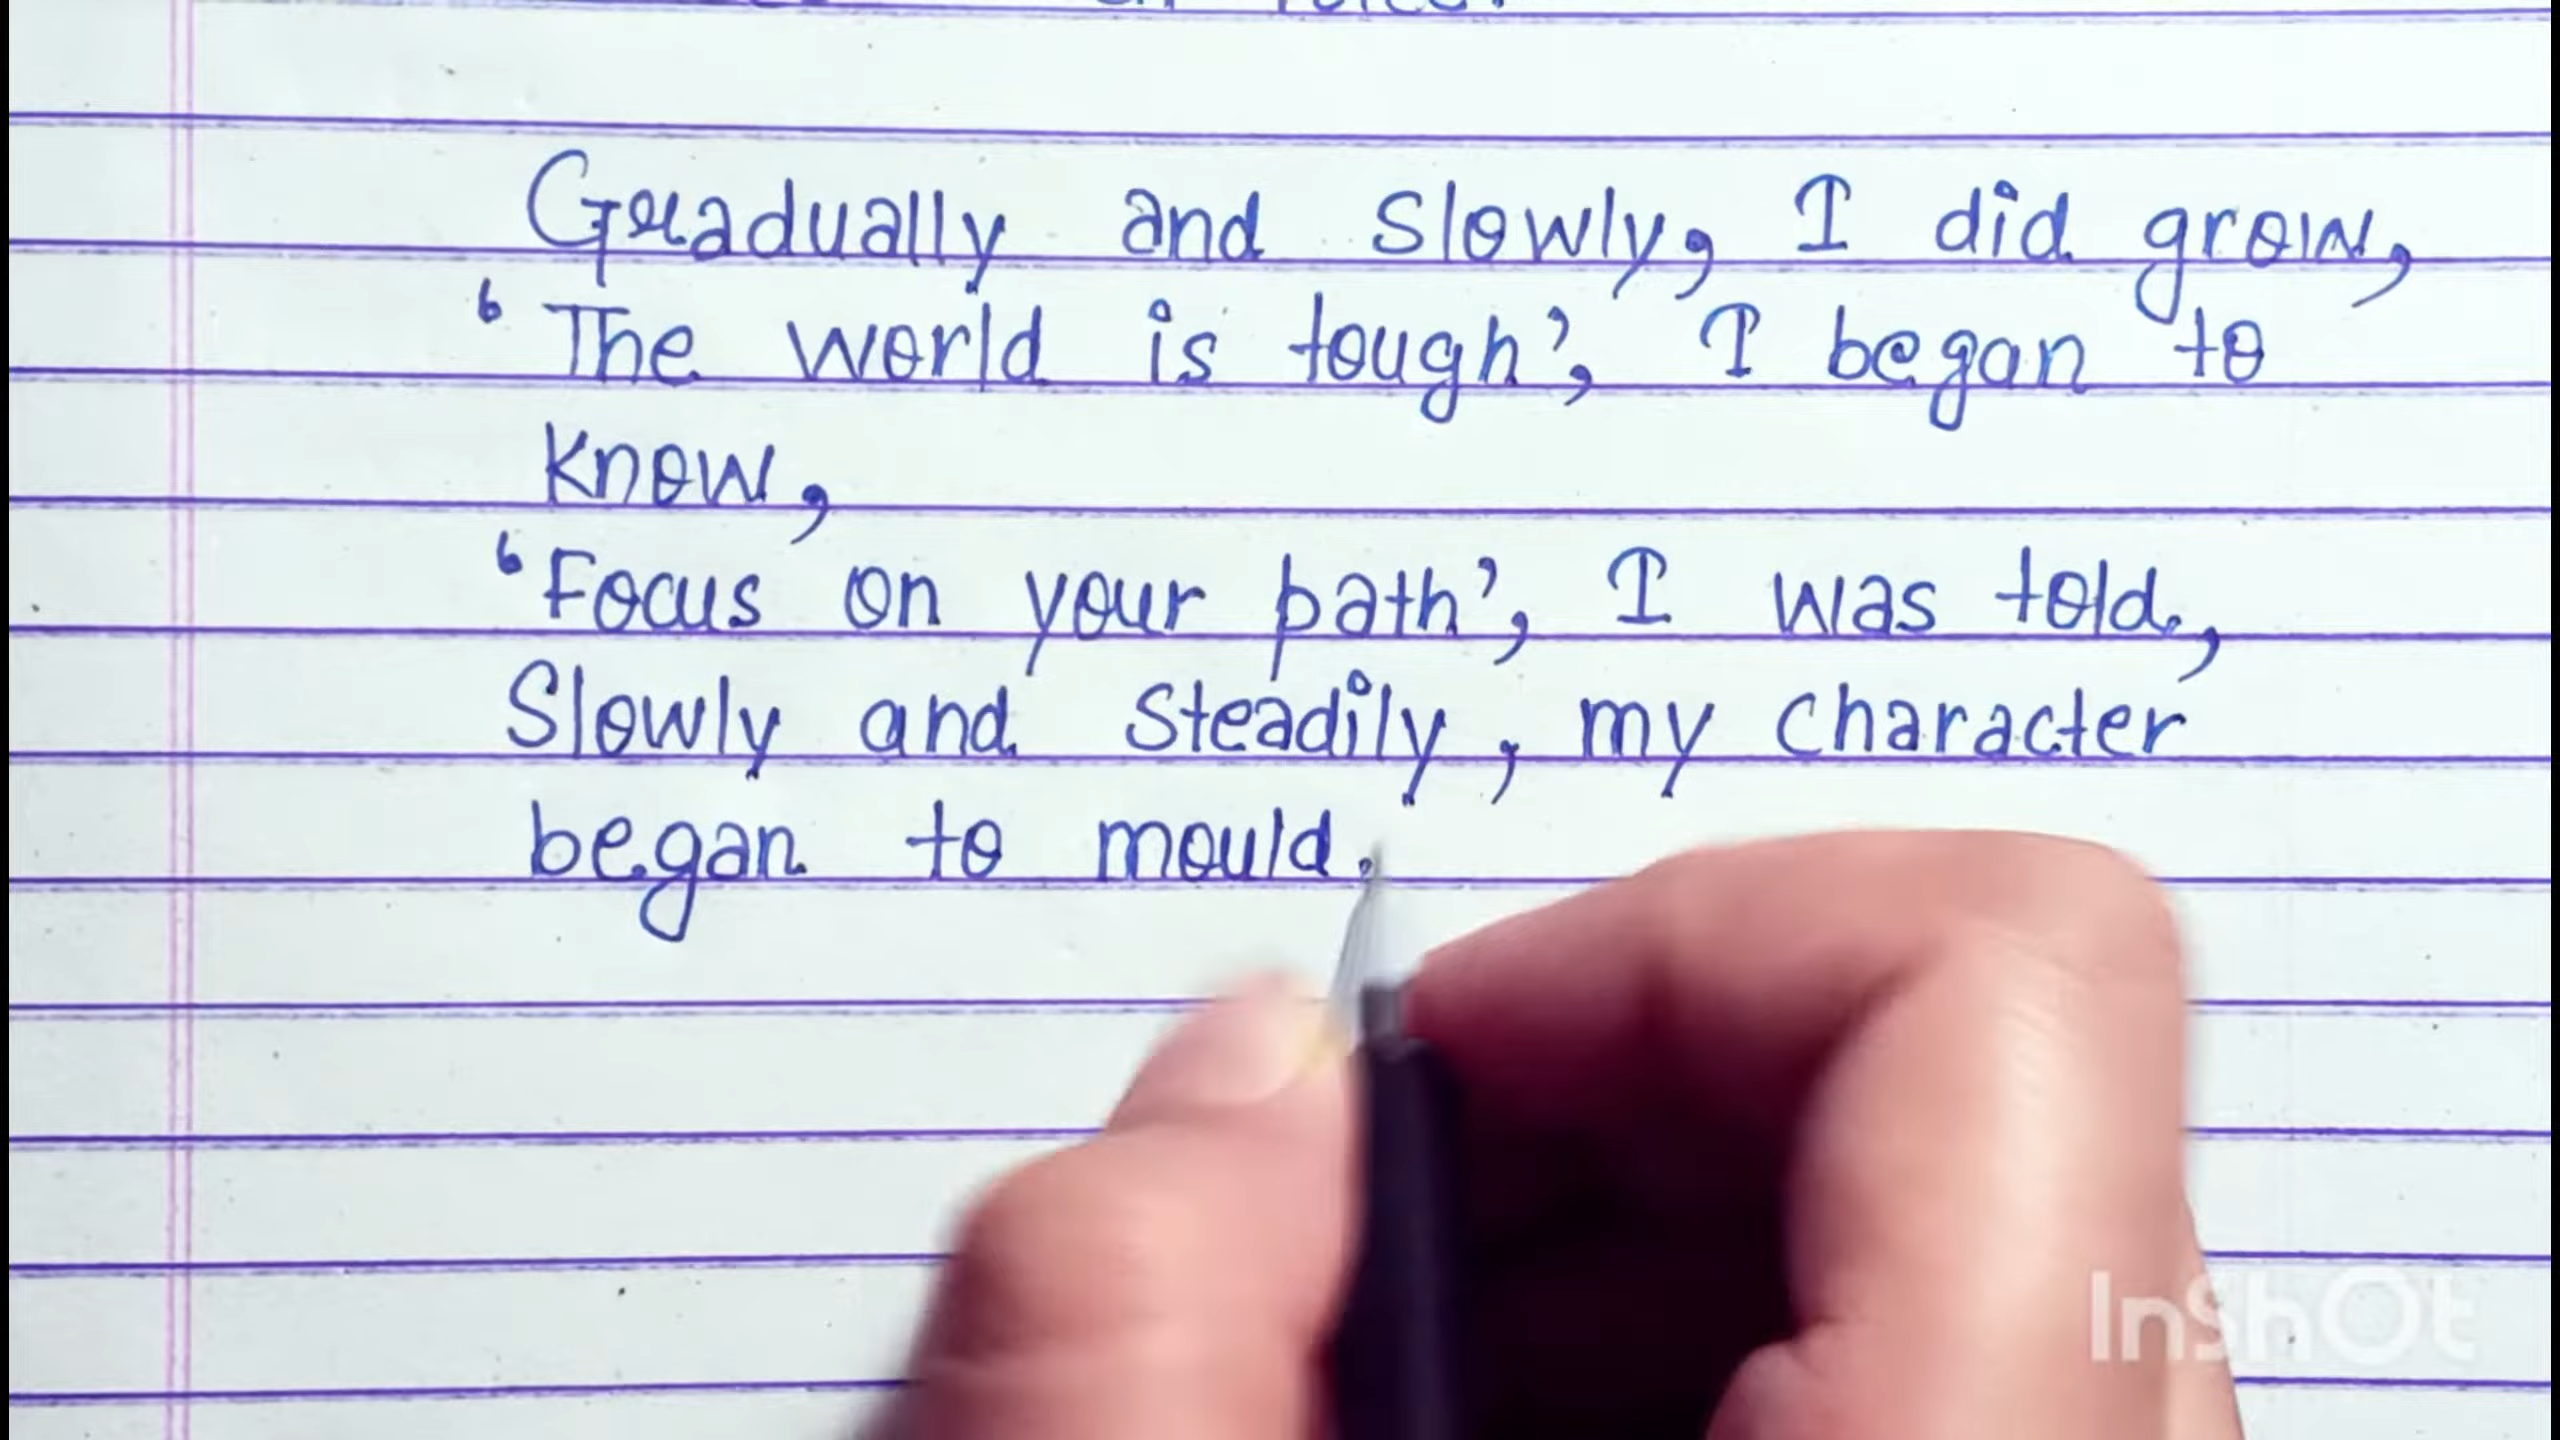 Gradually and slowly, I did grow,
'The world is tough', I began to
know,
'Focus on your path', I was told,
Slowly and steadily, my character
began to mould.
InShOt